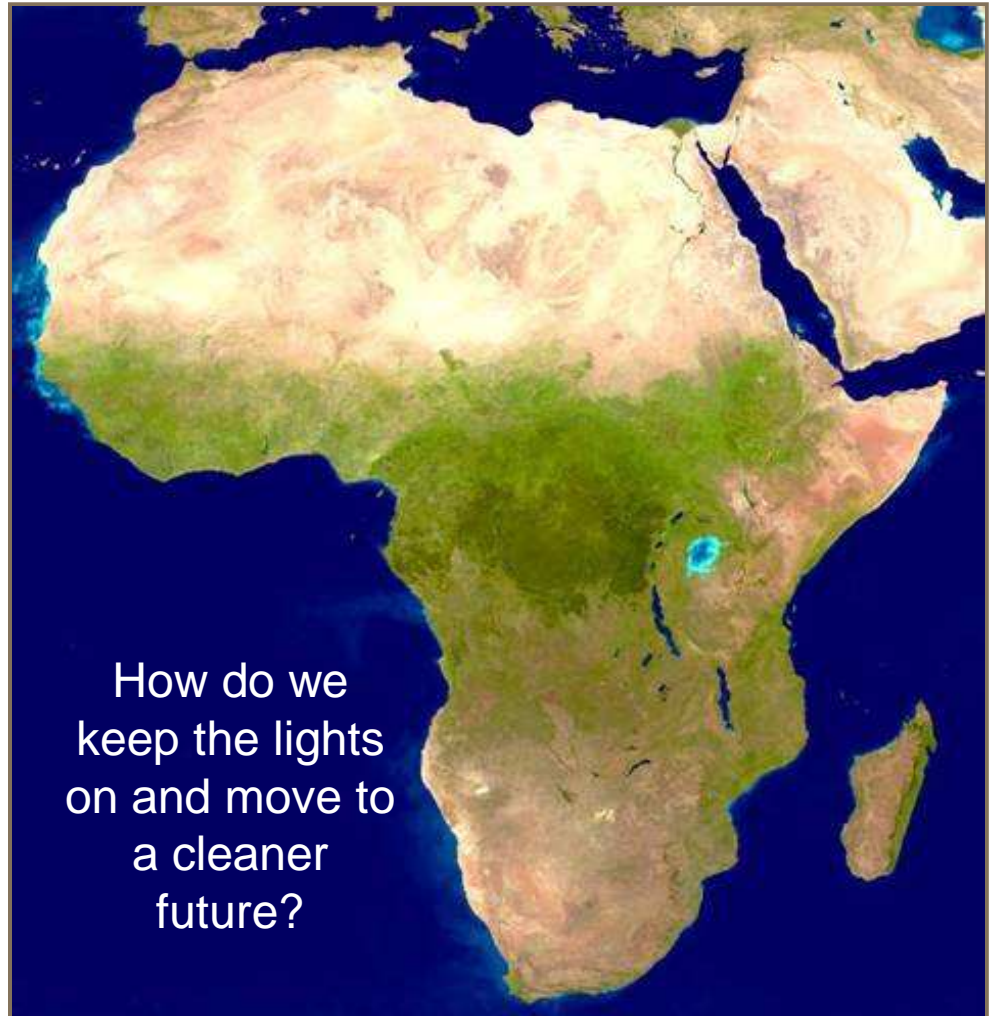 How do we
keep the lights
on and move to
a cleaner
future?